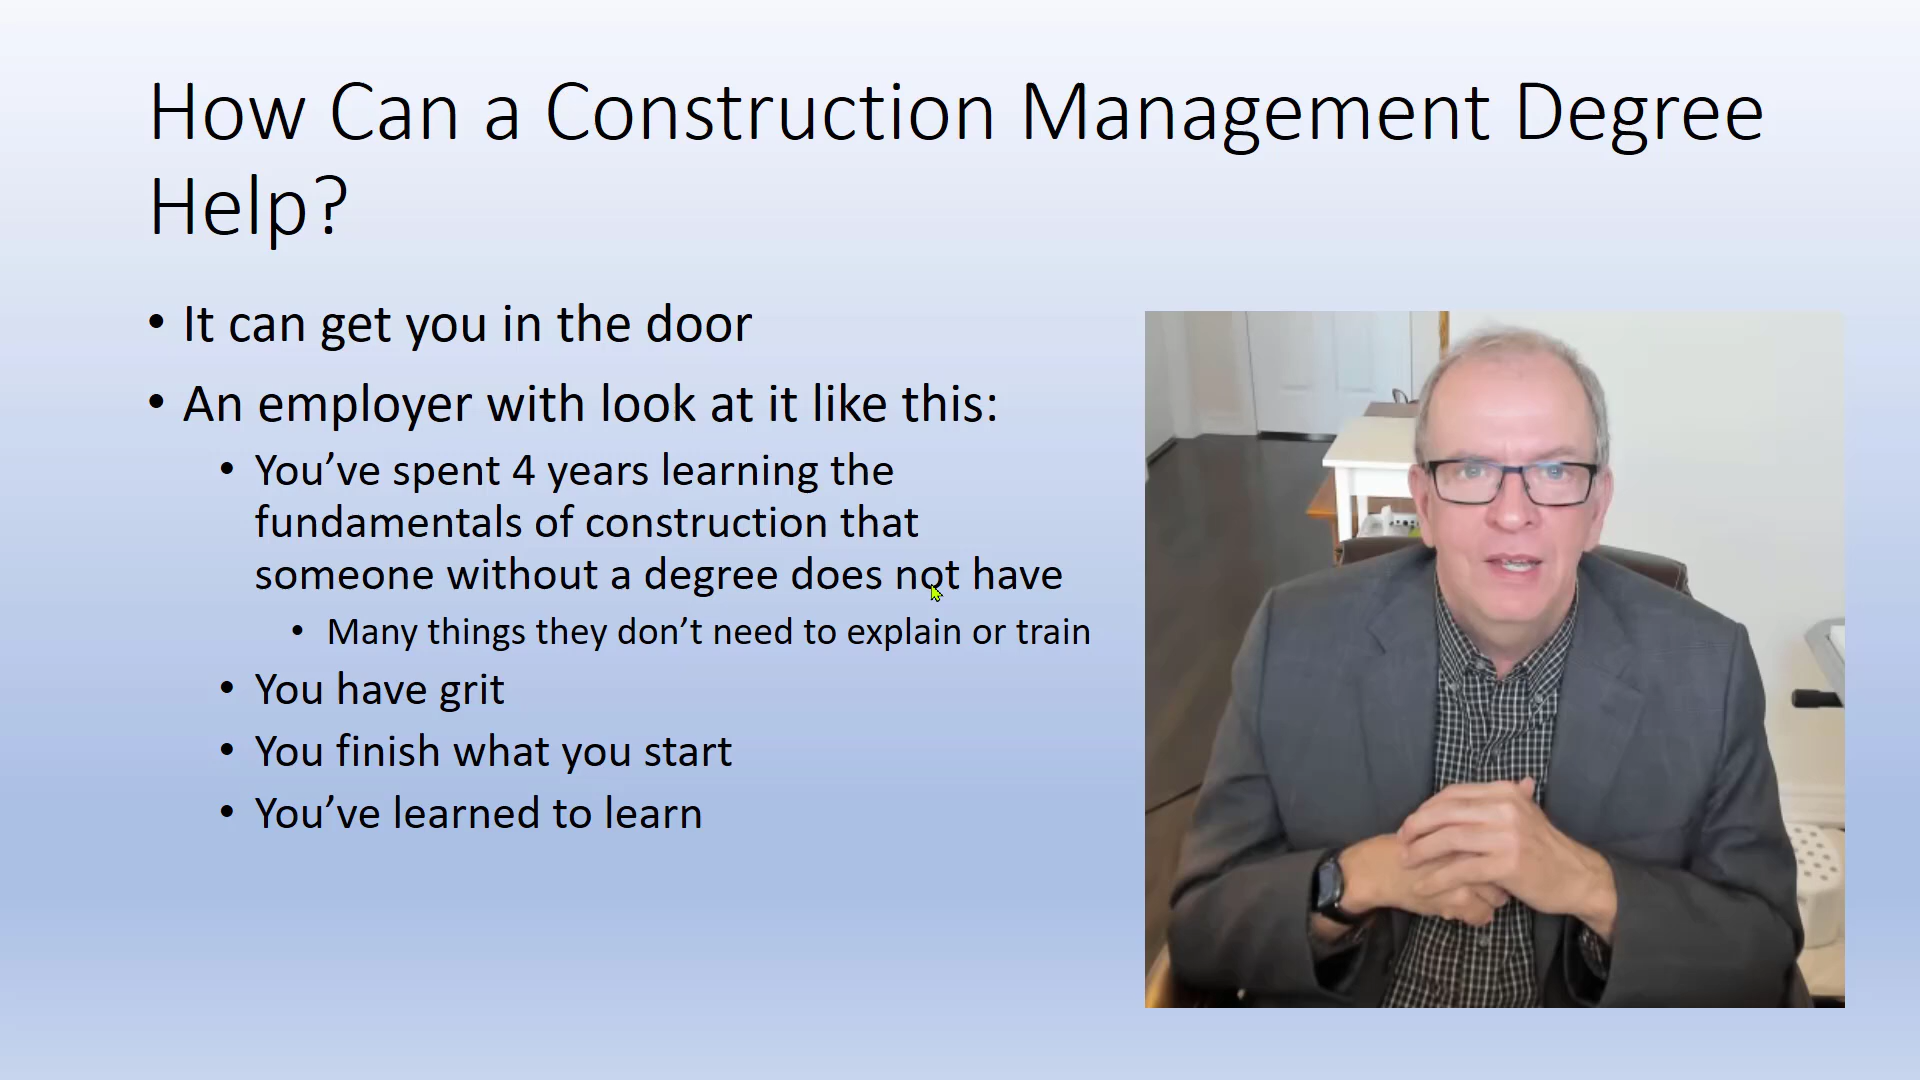 How Can a Construction Management Degree
Help?
• It can get you in the door
• An employer with look at it like this:
• You’ve spent 4 years learning the
fundamentals of construction that
someone without a degree does not have
• Many things they don’t need to explain or train
• You have grit
• You finish what you start
• You’ve learned to learn